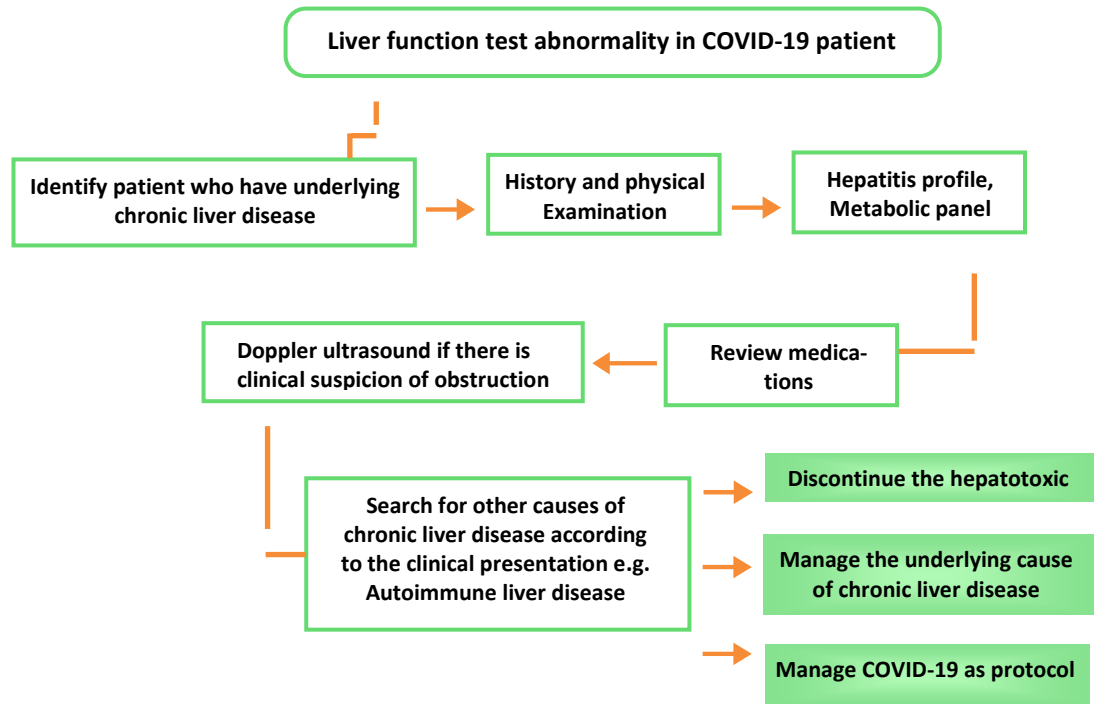 Liver function test abnormality in COVID-19 patient
Identify patient who have underlying
chronic liver disease
History and physical
Examination
Hepatitis profile,
Metabolic panel
Review medica-
tions
Doppler ultrasound if there is
clinical suspicion of obstruction
Search for other causes of
chronic liver disease according
to the clinical presentation e.g.
Autoimmune liver disease
Discontinue the hepatotoxic
Manage the underlying cause
of chronic liver disease
Manage COVID-19 as protocol